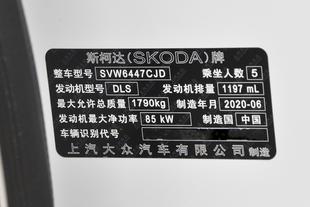 斯柯达(SKODA)牌
整车型号 SVW6447CJD 乘坐人数 5
发动机型号 DLS 发动机排量 1197 mL
最大允许总质量 1790kg 制造年月 2020-06
发动机最大净功率 85 kW 制造国 中国
车辆识别代号
上汽大众汽车有限公司 制造